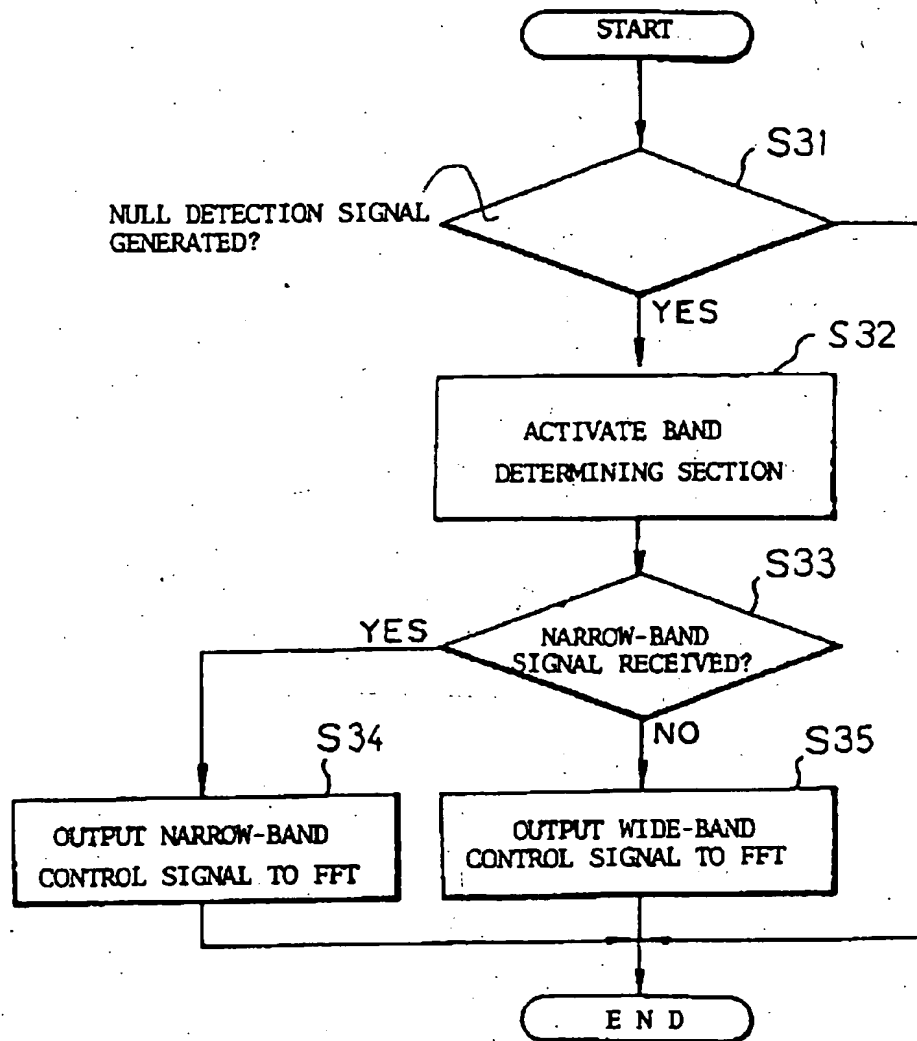 START
S31
NULL DETECTION SIGNAL
GENERATED?
YES
S32
ACTIVATE BAND
DETERMINING SECTION
S33
YES
NARROW-BAND
SIGNAL RECEIVED?
NO
S34
S35
OUTPUT NARROW-BAND
CONTROL SIGNAL TO FFT
OUTPUT WIDE-BAND
CONTROL SIGNAL TO FFT
END